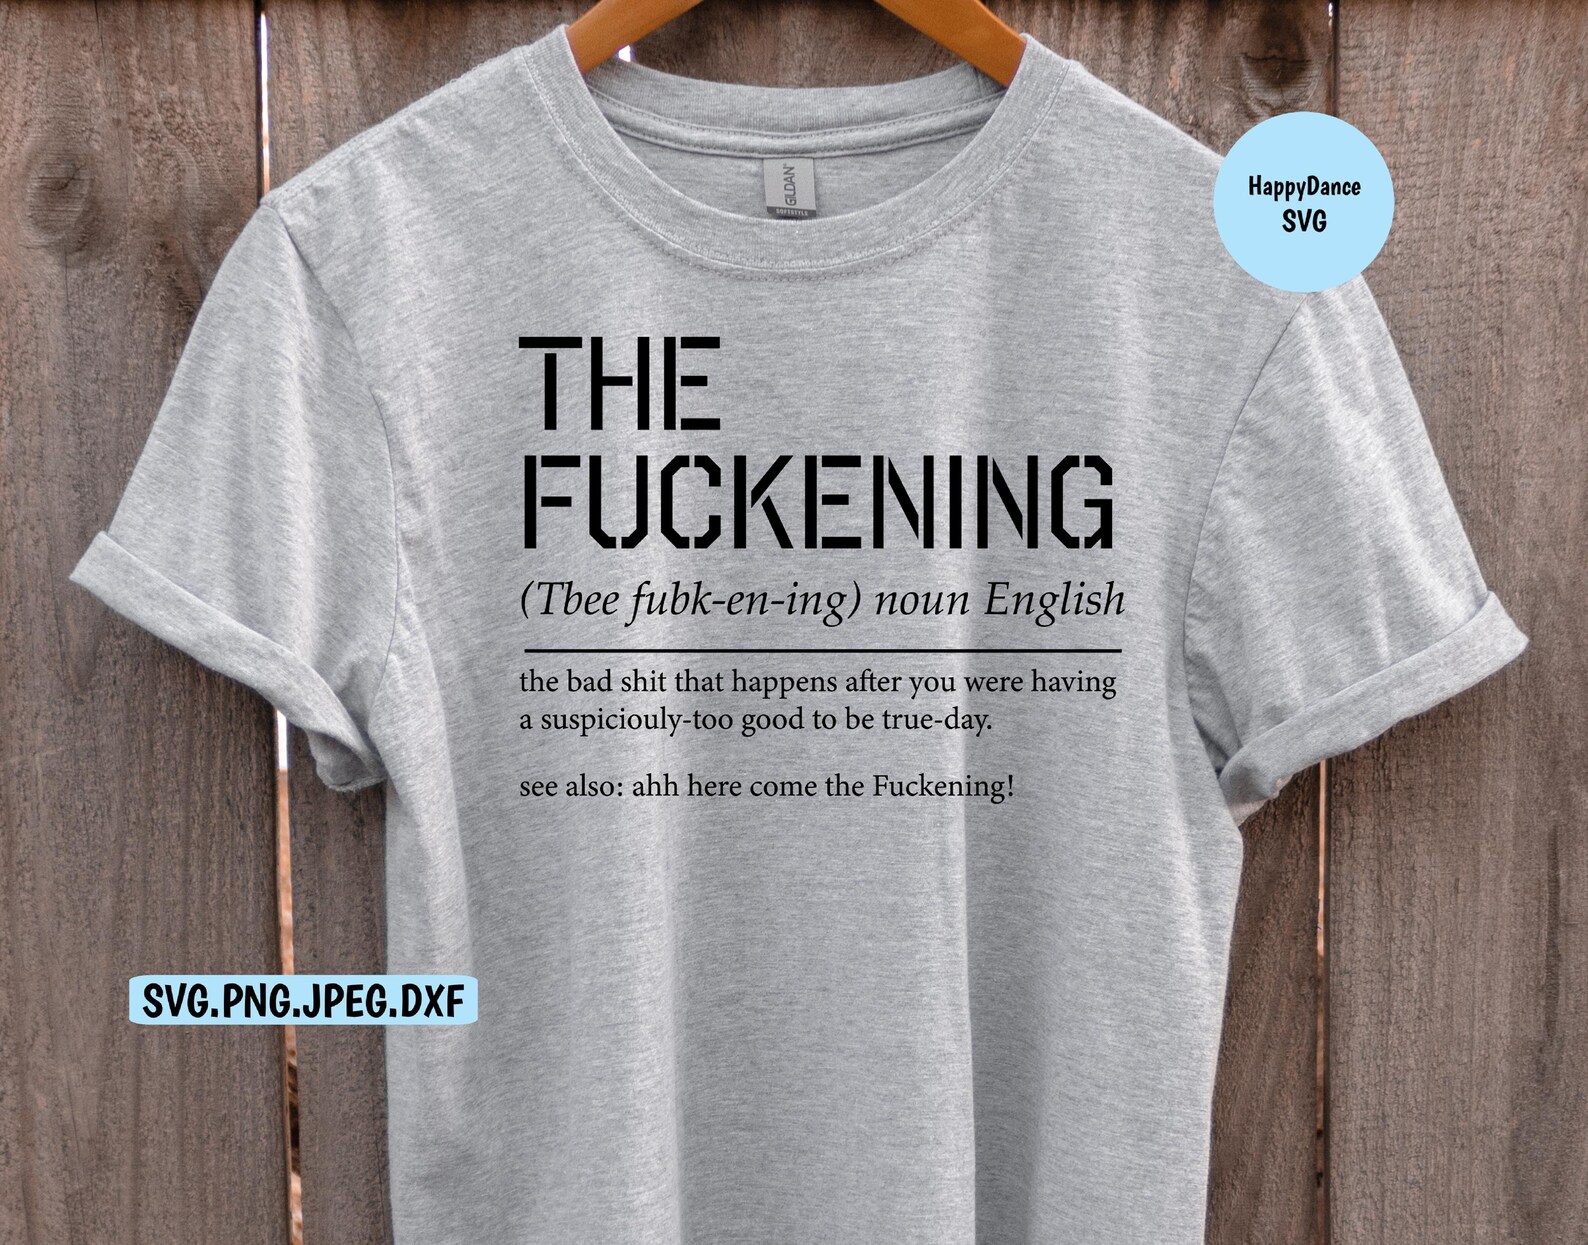 GILDAN
SOFTSTYLE
HappyDance
SVG
THE
FUCKENING
(Tbee fubk-en-ing) noun English
the bad shit that happens after you were having
a suspiciouly-too good to be true-day.
see also: ahh here come the Fuckening!
SVG.PNG.JPEG.DXF